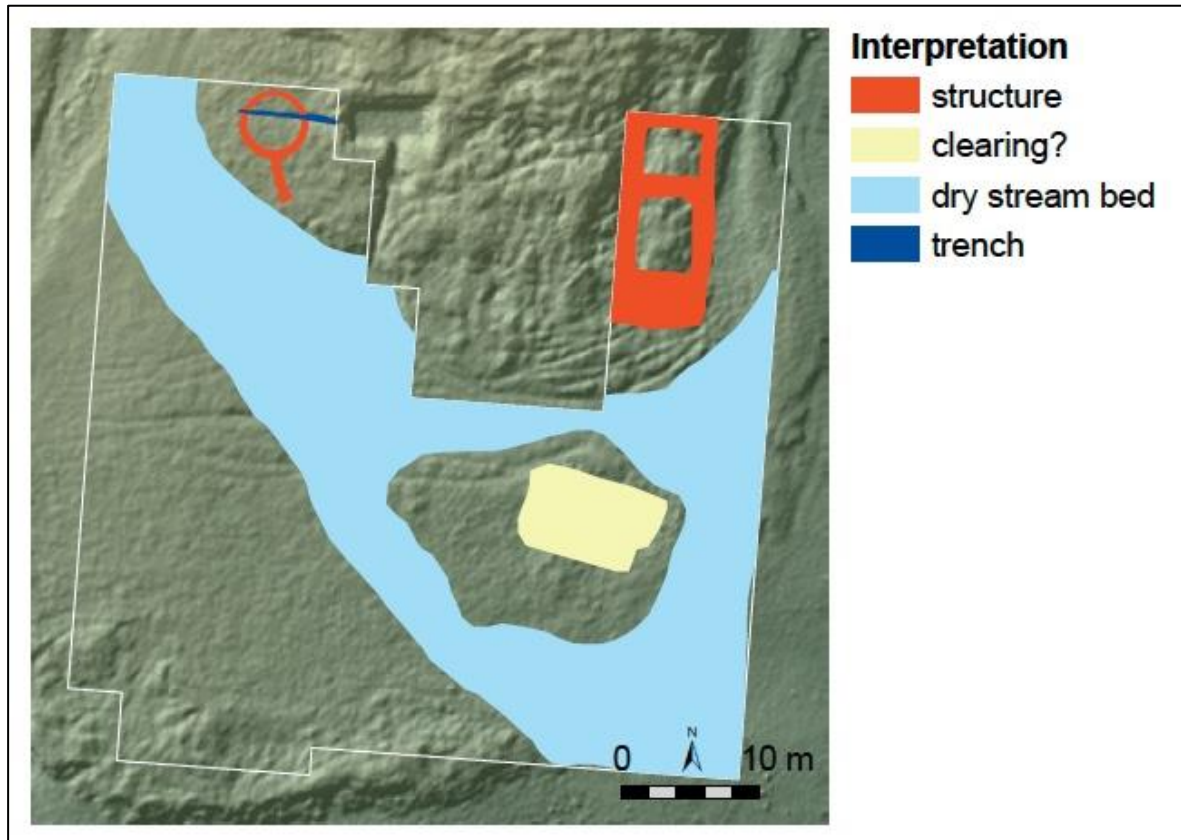 Interpretation
structure
clearing?
dry stream bed
trench
N
0 10 m